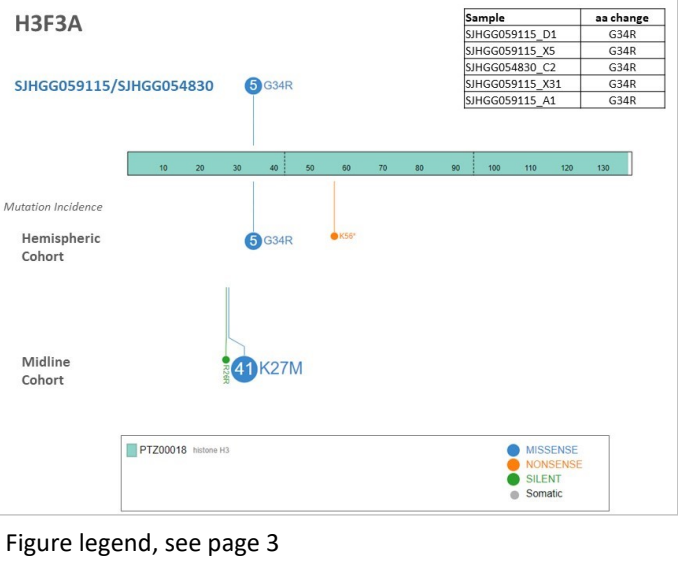 H3F3A
Sample aa change
SJHGG059115_D1 G34R
SJHGG059115_X5 G34R
SJHGG054830_C2 G34R
SJHGG059115_X31 G34R
SJHGG059115_A1 G34R
SJHGG059115/SJHGG054830
5 G34R
10 20 30 40 50 60 70 80 90 100 110 120 130
Mutation Incidence
Hemispheric
Cohort
5 G34R
K56*
Midline
Cohort
R26R
41 K27M
PTZ00018 histone H3
MISSENSE
NONSENSE
SILENT
Somatic
Figure legend, see page 3